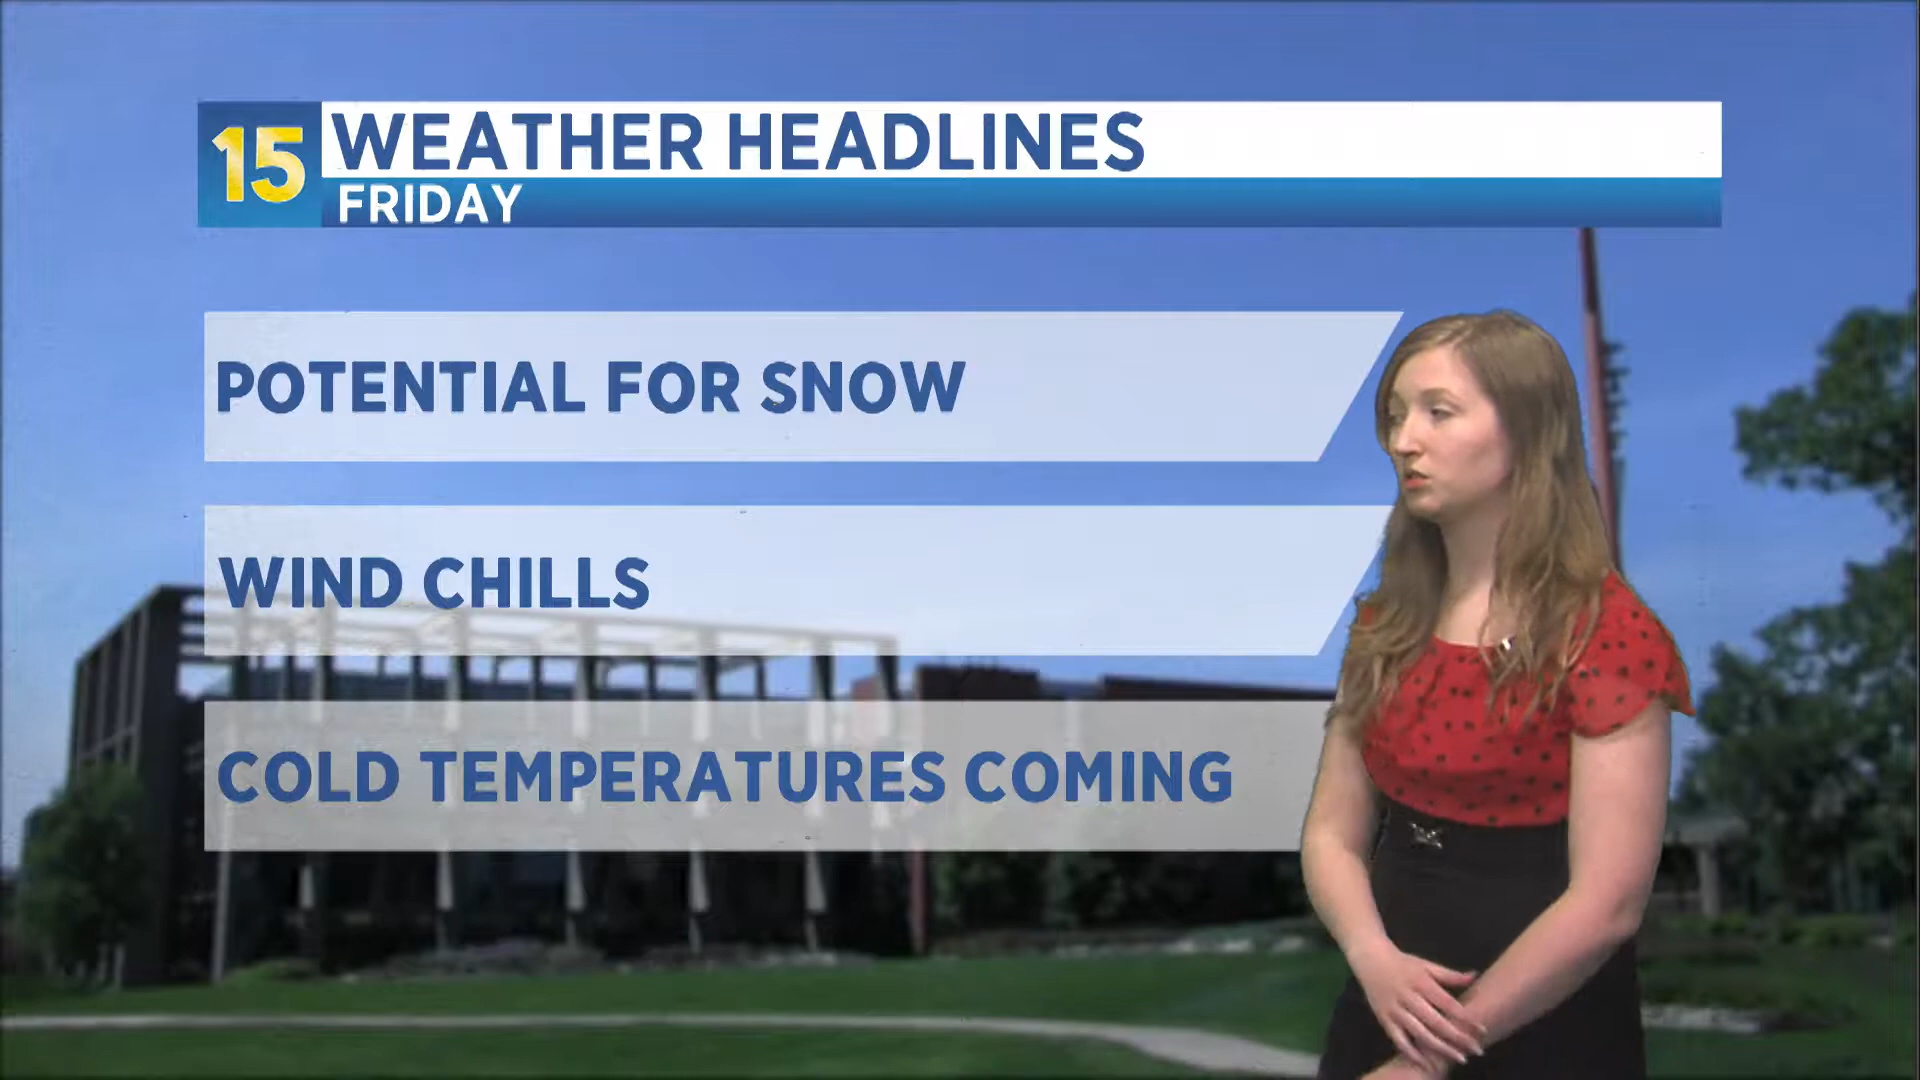 15
WEATHER HEADLINES
FRIDAY
POTENTIAL FOR SNOW
WIND CHILLS
COLD TEMPERATURES COMING